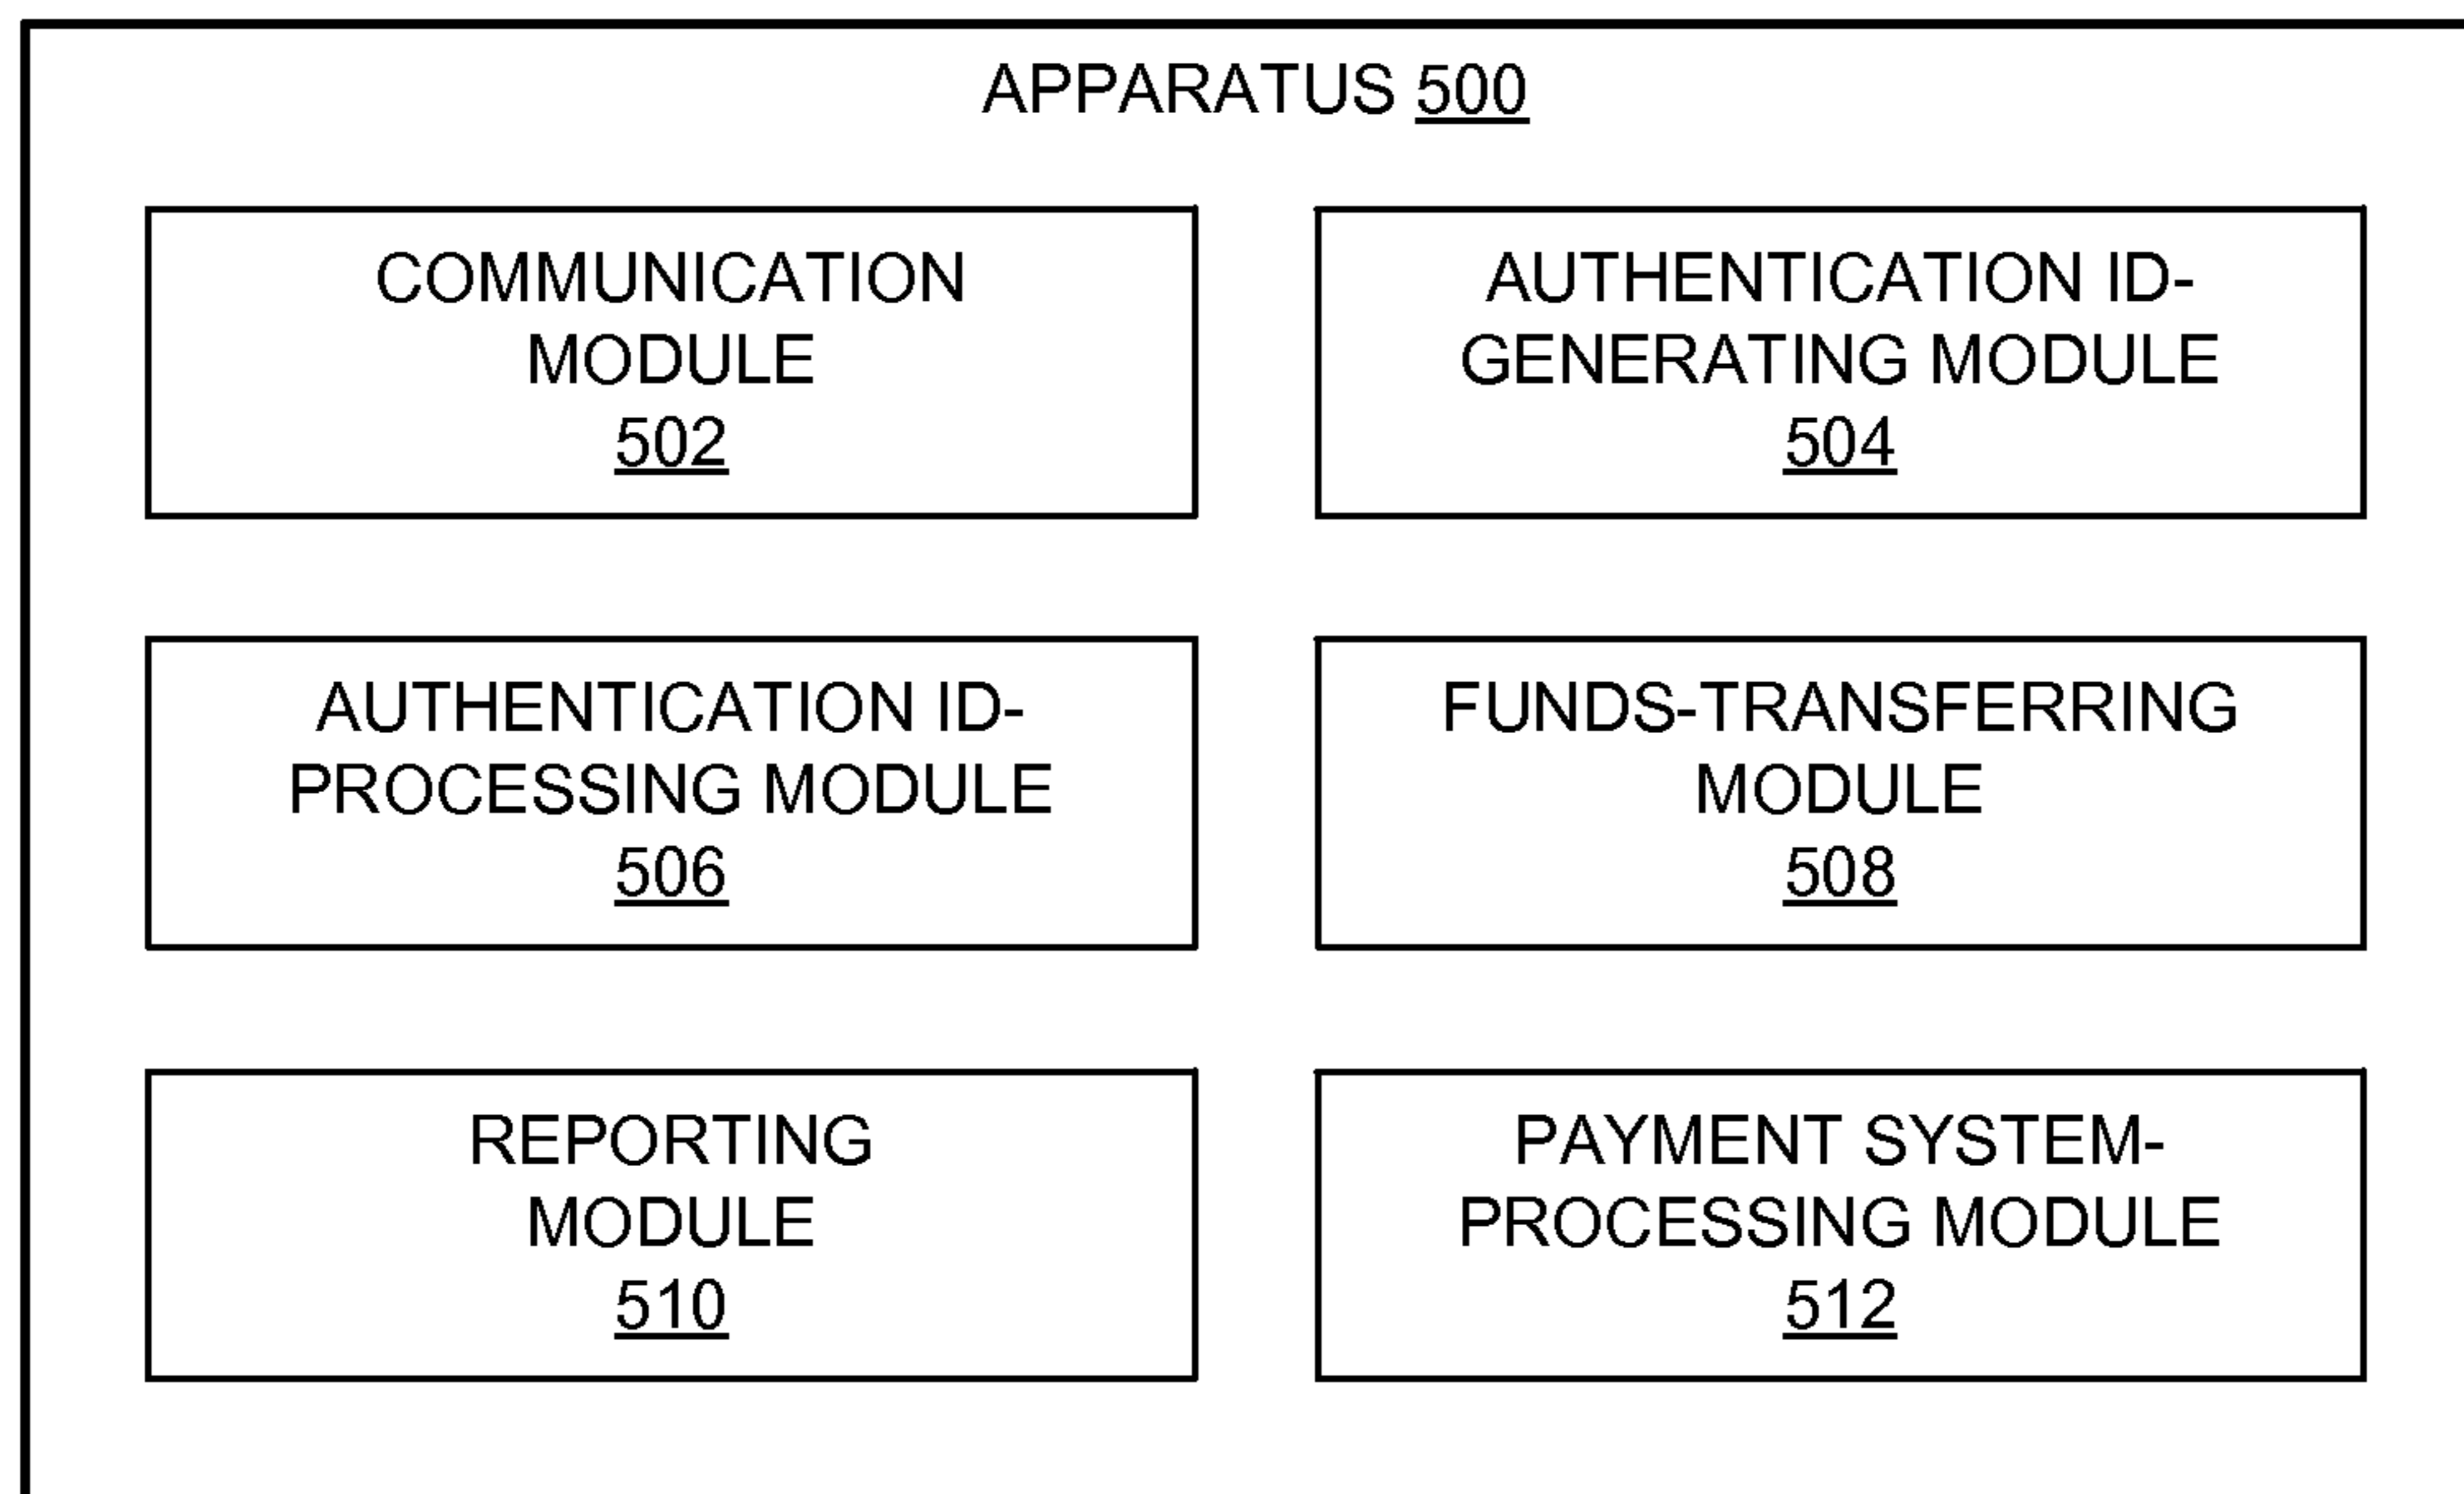 APPARATUS 500
COMMUNICATION
MODULE
502
AUTHENTICATION ID-
GENERATING MODULE
504
AUTHENTICATION ID-
PROCESSING MODULE
506
FUNDS-TRANSFERRING
MODULE
508
REPORTING
MODULE
510
PAYMENT SYSTEM-
PROCESSING MODULE
512